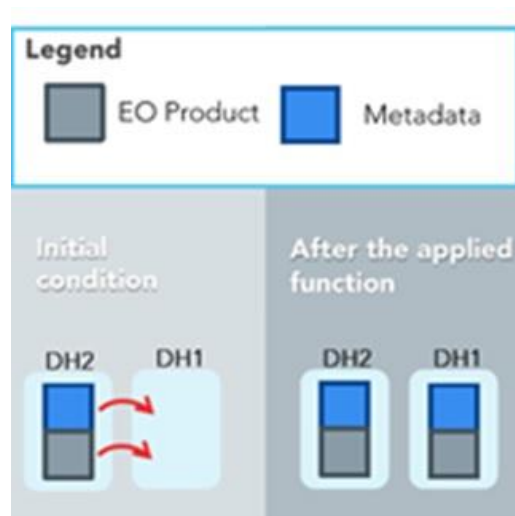 Legend
EO Product
Metadata
Initial
condition
After the applied
function
DH2
DH1
DH2
DH1